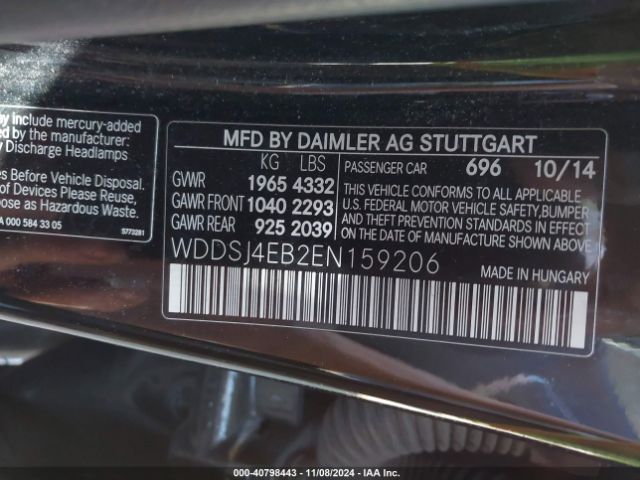 by include mercury-added
d by the manufacturer:
y Discharge Headlamps
s Before Vehicle Disposal.
of Devices Please Reuse,
pose as Hazardous Waste.
A 000 584 33 05
5773281
MFD BY DAIMLER AG STUTTGART
KG LBS
GVWR 1965 4332
GAWR FRONT 1040 2293
GAWR REAR 925 2039
PASSENGER CAR 696 10/14
THIS VEHICLE CONFORMS TO ALL APPLICABLE
U.S. FEDERAL MOTOR VEHICLE SAFETY, BUMPER
AND THEFT PREVENTION STANDARDS IN EFFECT
ON THE DATE OF MANUFACTURE SHOWN ABOVE.
WDDSJ4EB2EN159206
MADE IN HUNGARY
000-40798443 - 11/08/2024 - IAA Inc.